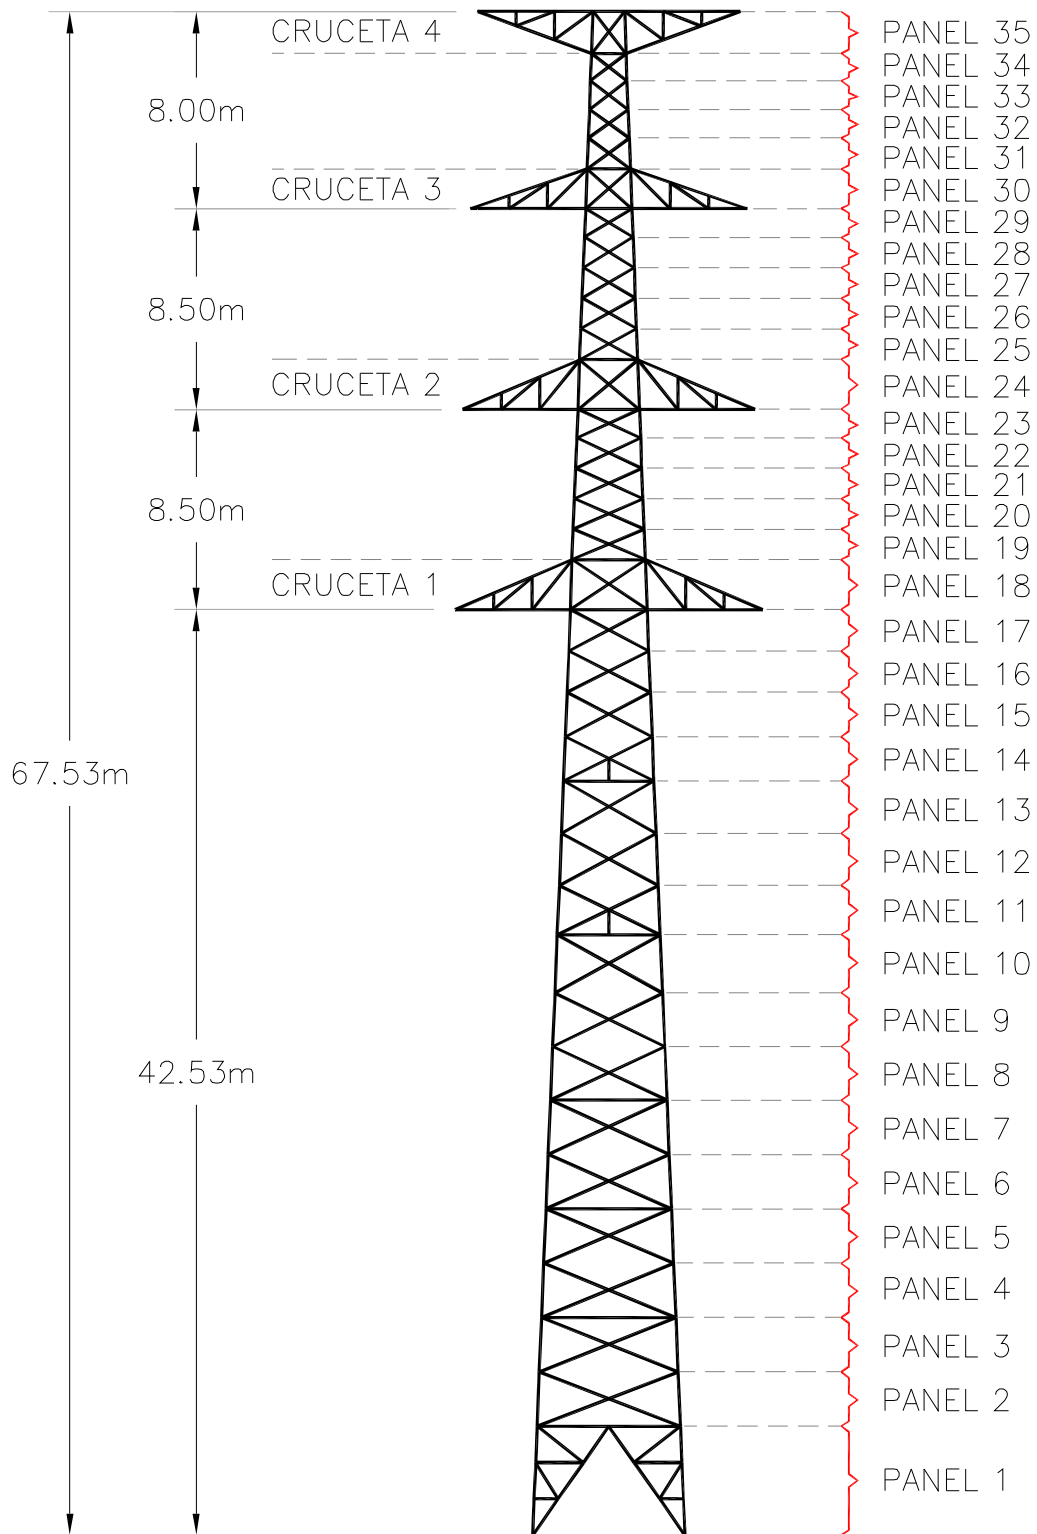 CRUCETA 4
PANEL 35
PANEL 34
PANEL 33
8.00m
PANEL 32
PANEL 31
CRUCETA 3
PANEL 30
PANEL 29
PANEL 28
PANEL 27
8.50m
PANEL 26
PANEL 25
CRUCETA 2
PANEL 24
PANEL 23
PANEL 22
PANEL 21
8.50m
PANEL 20
PANEL 19
CRUCETA 1
PANEL 18
PANEL 17
PANEL 16
PANEL 15
67.53m
PANEL 14
PANEL 13
PANEL 12
PANEL 11
PANEL 10
PANEL 9
42.53m
PANEL 8
PANEL 7
PANEL 6
PANEL 5
PANEL 4
PANEL 3
PANEL 2
PANEL 1